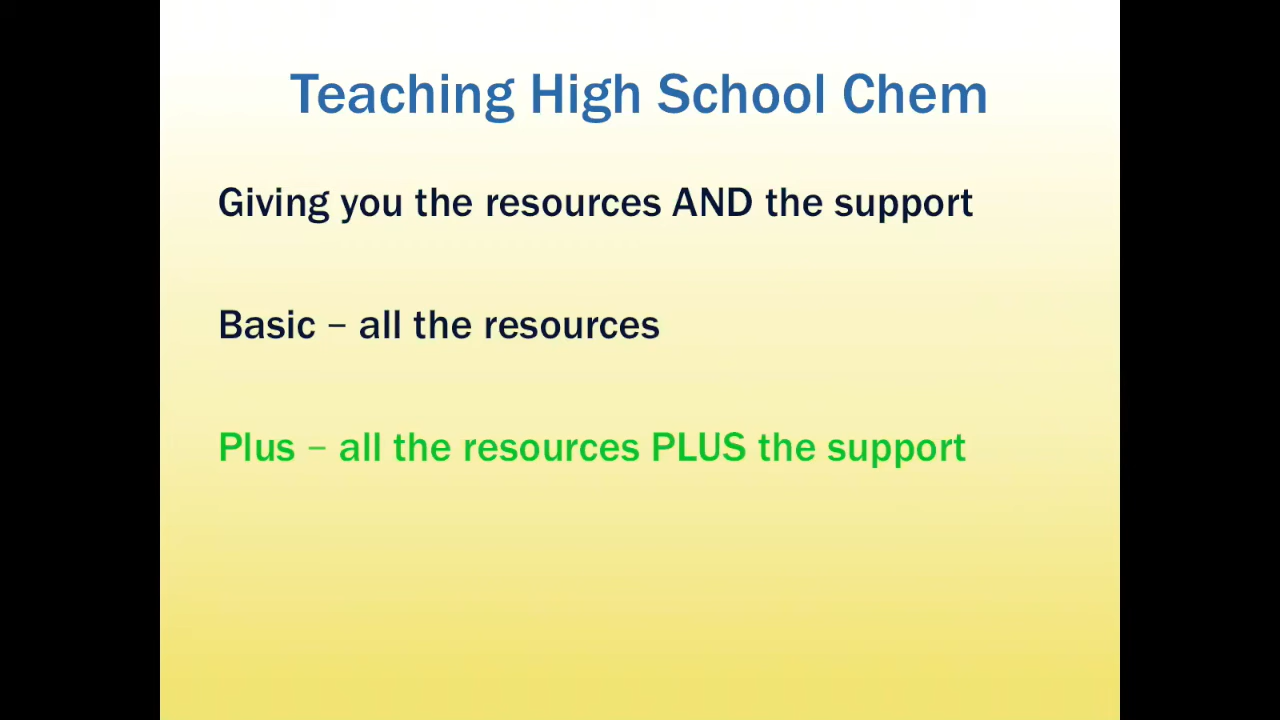 Teaching High School Chem
Giving you the resources AND the support
Basic – all the resources
Plus – all the resources PLUS the support